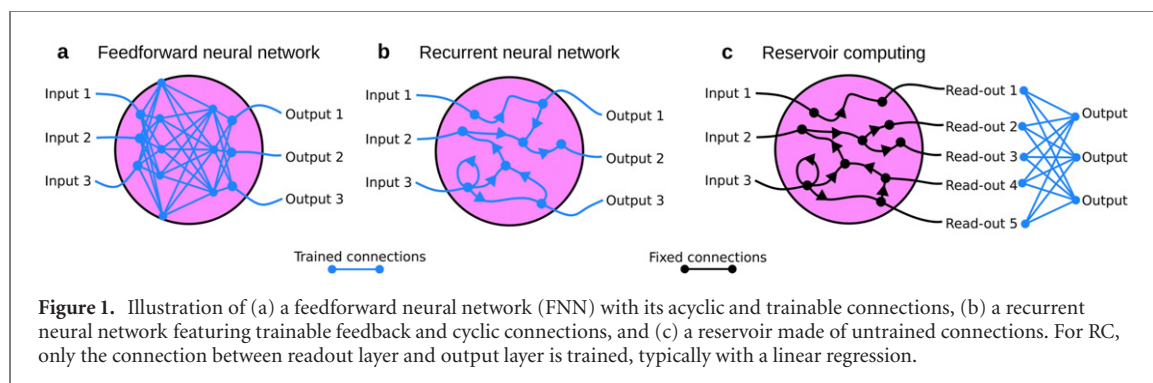 a Feedforward neural network
Input 1
Input 2
Input 3
Output 1
Output 2
Output 3
b Recurrent neural network
Input 1
Input 2
Input 3
Output 1
Output 2
Output 3
c Reservoir computing
Input 1
Input 2
Input 3
Read-out 1
Read-out 2
Read-out 3
Read-out 4
Read-out 5
Output
Output
Output
Trained connections
Fixed connections
Figure 1. Illustration of (a) a feedforward neural network (FNN) with its acyclic and trainable connections, (b) a recurrent
neural network featuring trainable feedback and cyclic connections, and (c) a reservoir made of untrained connections. For RC,
only the connection between readout layer and output layer is trained, typically with a linear regression.